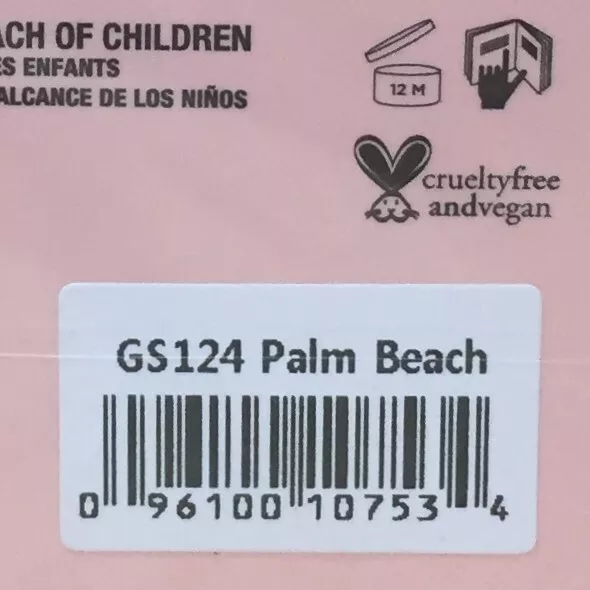 ACH OF CHILDREN
ES ENFANTS
ALCANCE DE LOS NIÑOS
12 M
crueltyfree
andvegan
GS124 Palm Beach
0 96100 10753 4